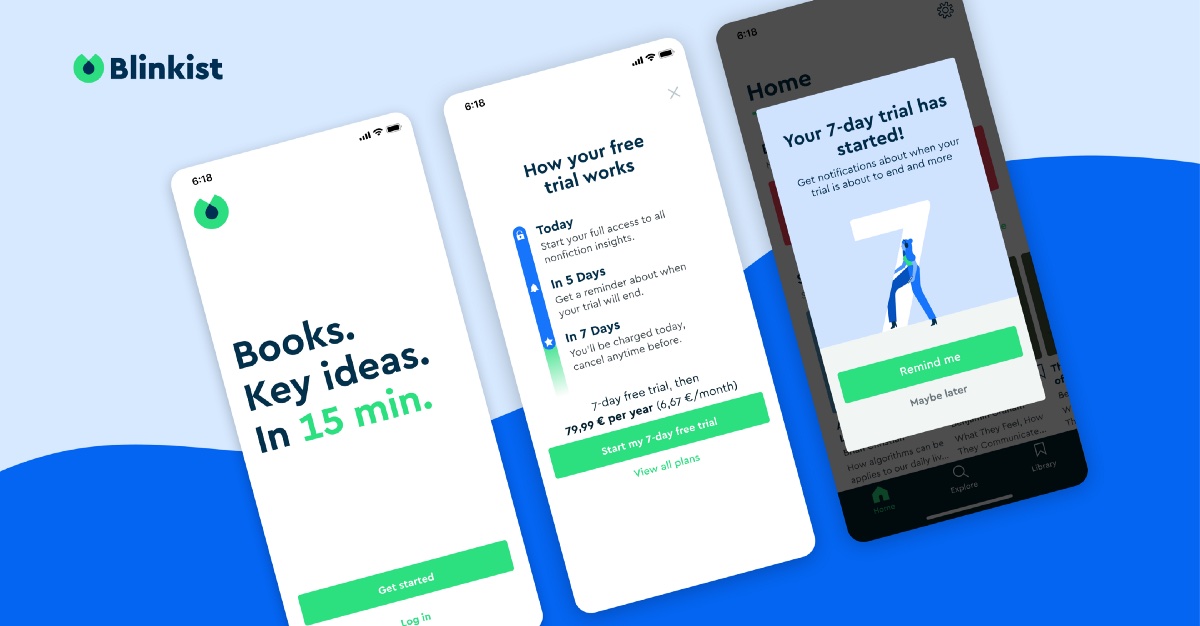 Blinkist
6:18
Books.
Key ideas.
In 15 min.
Get started
Log in
6:18
How your free
trial works
Today
Start your full access to all
nonfiction insights.
In 5 Days
Get a reminder about when
your trial will end.
In 7 Days
You'll be charged today,
cancel anytime before.
7-day free trial, then
79,99 € per year (6,67 €/month)
Start my 7-day free trial
View all plans
6:18
Home
Your 7-day trial has
started!
Get notifications about when your
trial is about to end and more
7
Remind me
Maybe later
How algorithms can be
applies to our daily liv...
What They Feel, How
They Communicate...
Home
Explore
Library